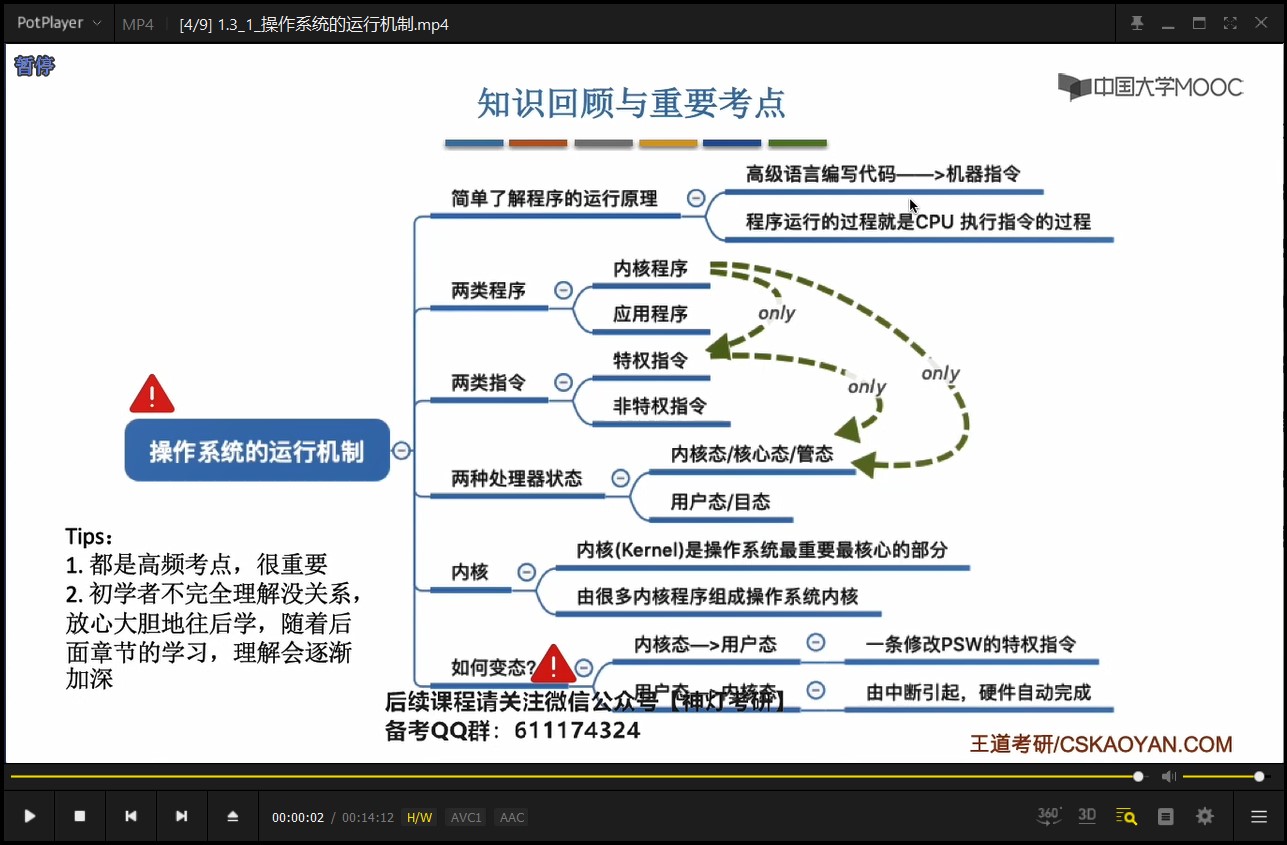 PotPlayer
MP4
[4/9] 1.3_1_操作系统的运行机制.mp4
暂停
知识回顾与重要考点
中国大学MOOC
简单了解程序的运行原理
高级语言编写代码——>机器指令
程序运行的过程就是CPU 执行指令的过程
两类程序
内核程序
应用程序
only
两类指令
特权指令
非特权指令
only
only
操作系统的运行机制
两种处理器状态
内核态/核心态/管态
用户态/目态
内核
内核(Kernel)是操作系统最重要最核心的部分
由很多内核程序组成操作系统内核
如何变态?
内核态—>用户态
一条修改PSW的特权指令
用户态—>内核态
由中断引起，硬件自动完成
Tips：
1. 都是高频考点，很重要
2. 初学者不完全理解没关系，
放心大胆地往后学，随着后
面章节的学习，理解会逐渐
加深
后续课程请关注微信公众号【神灯考研】
备考QQ群：611174324
王道考研/CSKAOYAN.COM
00:00:02 / 00:14:12 H/W AVC1 AAC
360° 3D